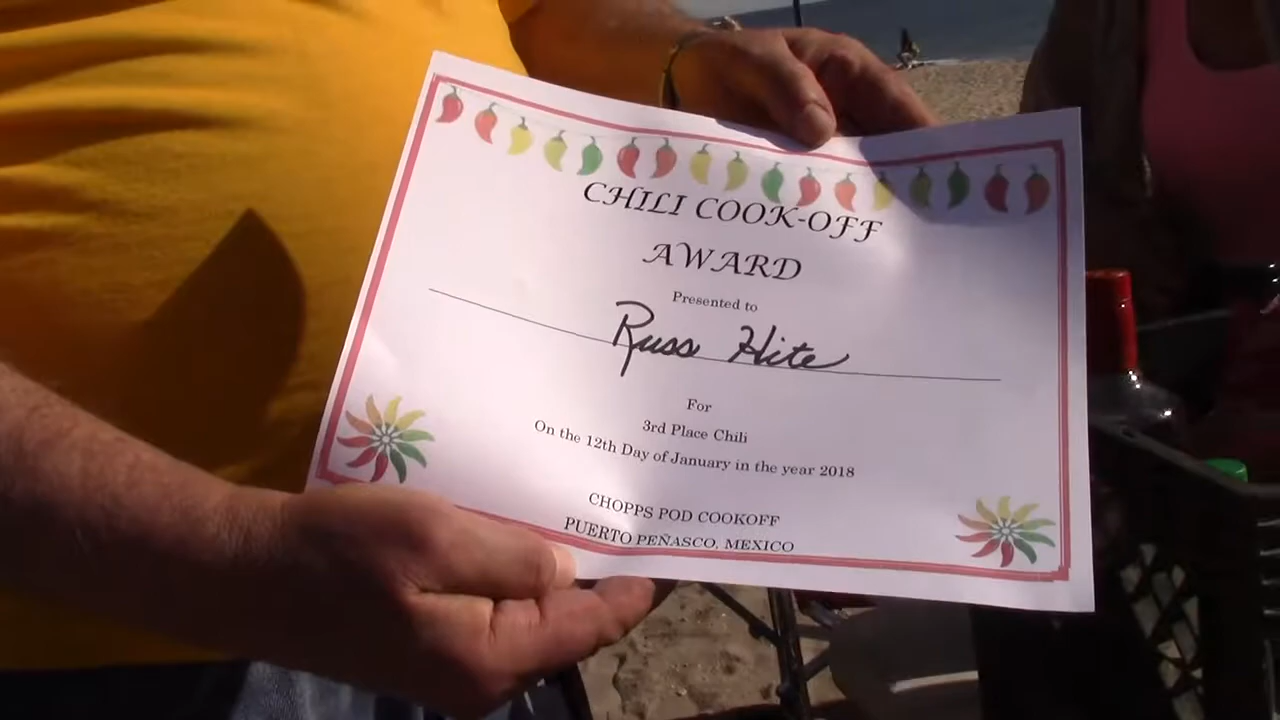 CHILI COOK-OFF
AWARD
Presented to
Russ Hite
For
3rd Place Chili
On the 12th Day of January in the year 2018
CHOPPS POD COOKOFF
PUERTO PEÑASCO, MEXICO